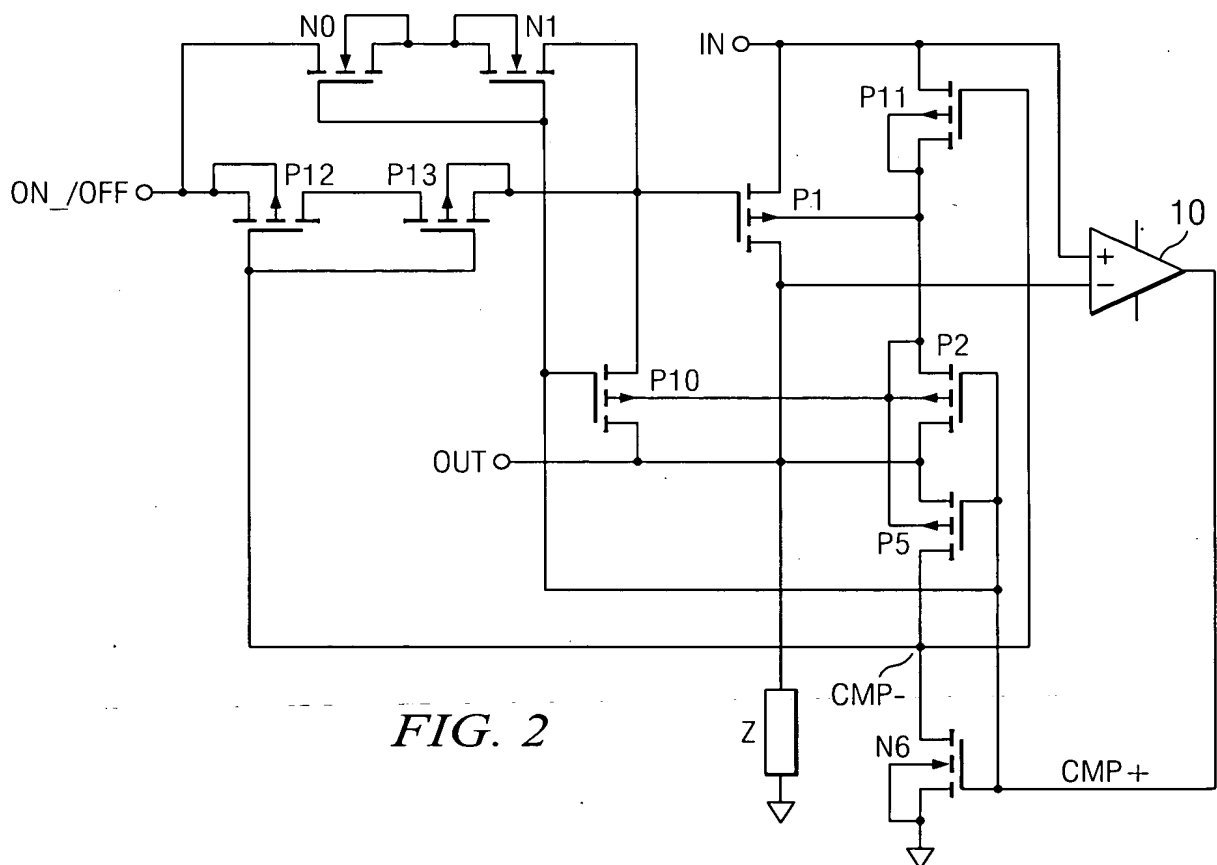 N0
N1
IN
P11
ON_/OFF
P12
P13
P1
10
+
−
P2
P10
OUT
P5
CMP-
Z
N6
CMP+
FIG. 2